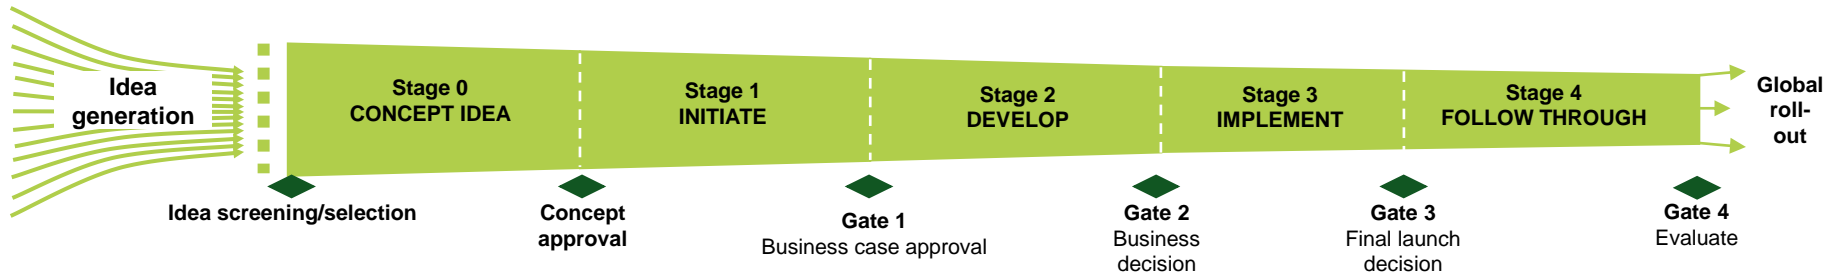 Idea
generation
Stage 0
CONCEPT IDEA
Stage 1
INITIATE
Stage 2
DEVELOP
Stage 3
IMPLEMENT
Stage 4
FOLLOW THROUGH
Global
roll-
out
Idea screening/selection
Concept
approval
Gate 1
Business case approval
Gate 2
Business
decision
Gate 3
Final launch
decision
Gate 4
Evaluate